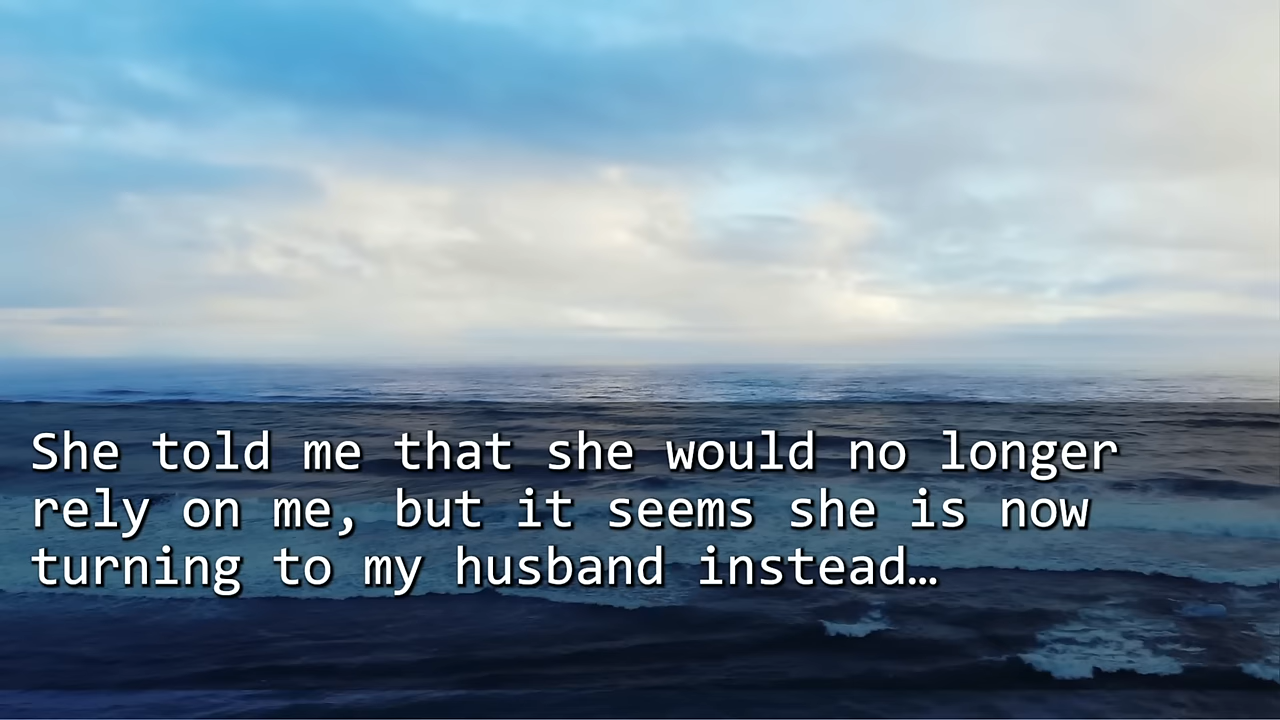 She told me that she would no longer
rely on me, but it seems she is now
turning to my husband instead…